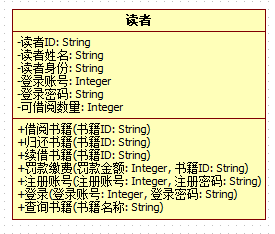 读者
-读者ID: String
-读者姓名: String
-读者身份: String
-登录账号: Integer
-登录密码: String
-可借阅数量: Integer
+借阅书籍(书籍ID: String)
+归还书籍(书籍ID: String)
+续借书籍(书籍ID: String)
+罚款缴费(罚款金额: Integer, 书籍ID: String)
+注册账号(注册账号: Integer, 注册密码: String)
+登录(登录账号: Integer, 登录密码: String)
+查询书籍(书籍名称: String)